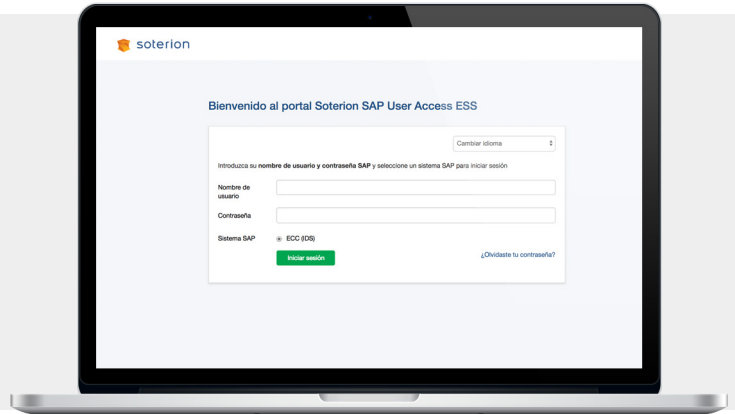 soterion
Bienvenido al portal Soterion SAP User Access ESS
Cambiar idioma
Introduzca su nombre de usuario y contraseña SAP y seleccione un sistema SAP para iniciar sesión
Nombre de
usuario
Contraseña
Sistema SAP
ECC (IDS)
Iniciar sesión
¿Olvidaste tu contraseña?